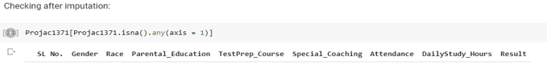 Checking after imputation:
Projac1371[Projac1371.isna().any(axis = 1)]
SL No. Gender Race Parental_Education TestPrep_Course Special_Coaching Attendance DailyStudy_Hours Result